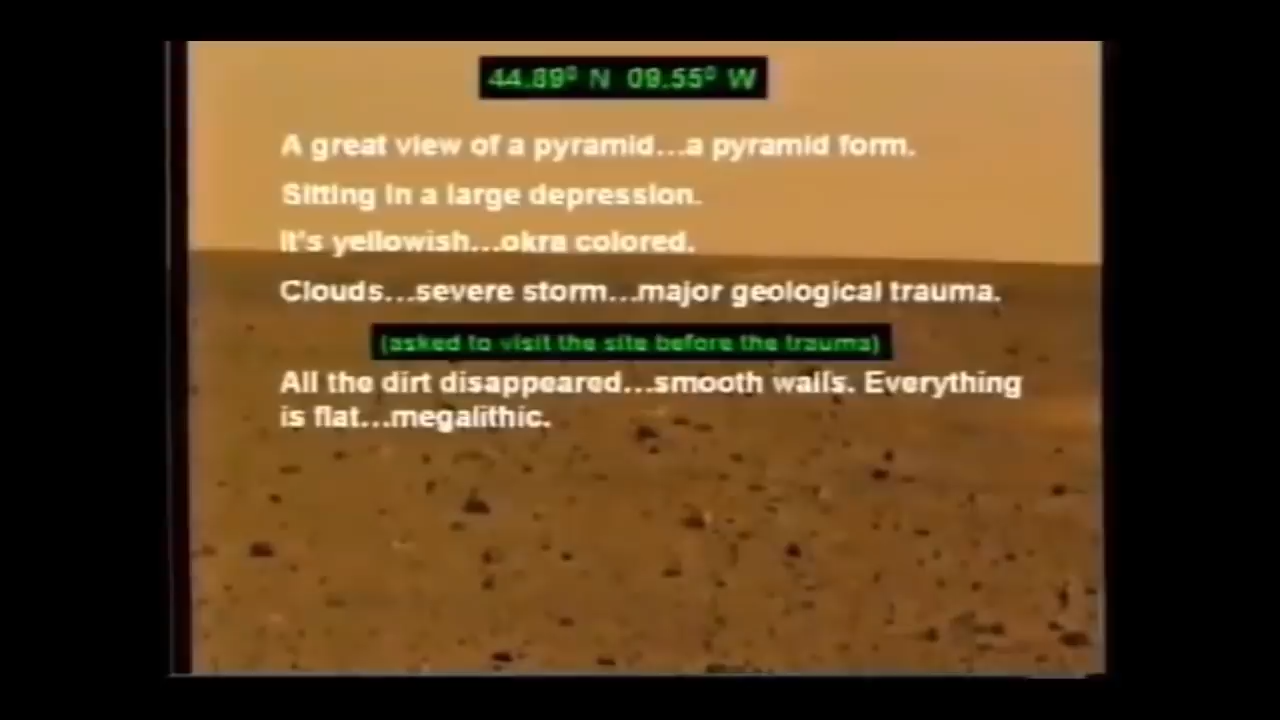 44.89° N 09.55° W
A great view of a pyramid...a pyramid form.
Sitting in a large depression.
It's yellowish...okra colored.
Clouds...severe storm...major geological trauma.
(asked to visit the site before the trauma)
All the dirt disappeared...smooth walls. Everything
is flat...megalithic.